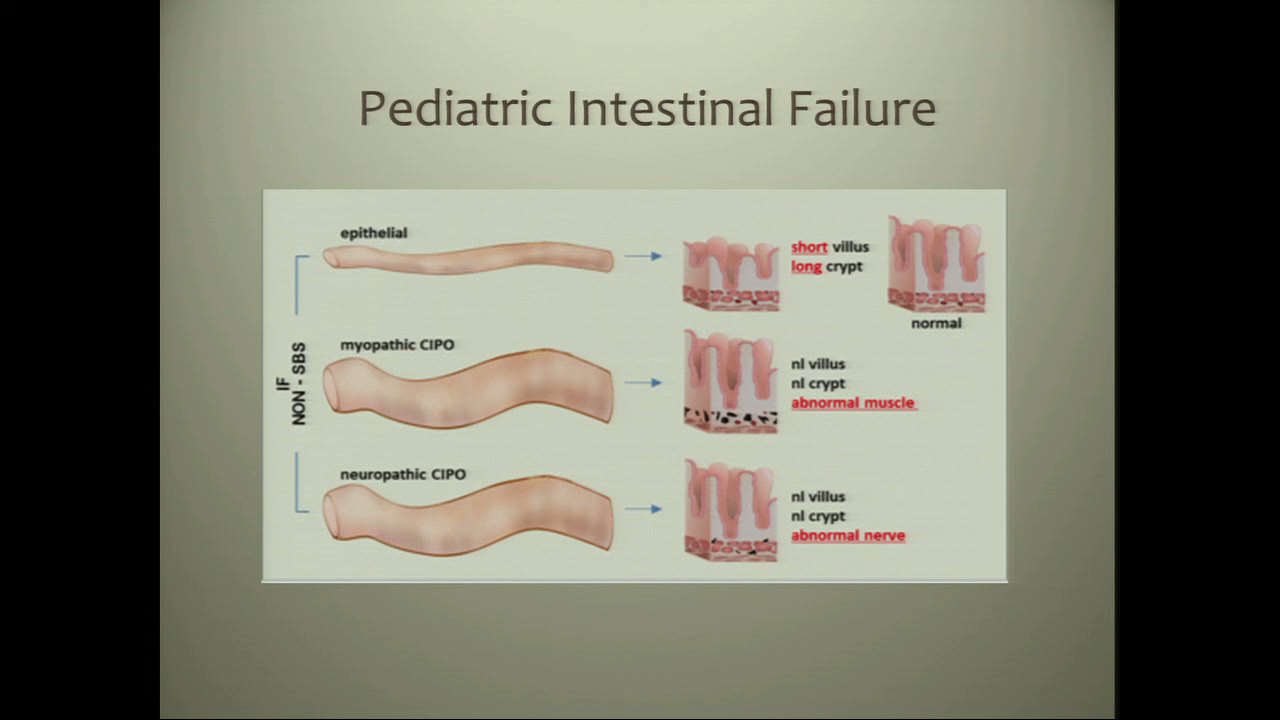 Pediatric Intestinal Failure
epithelial
short villus
long crypt
normal
IF
NON - SBS
myopathic CIPO
nl villus
nl crypt
abnormal muscle
neuropathic CIPO
nl villus
nl crypt
abnormal nerve